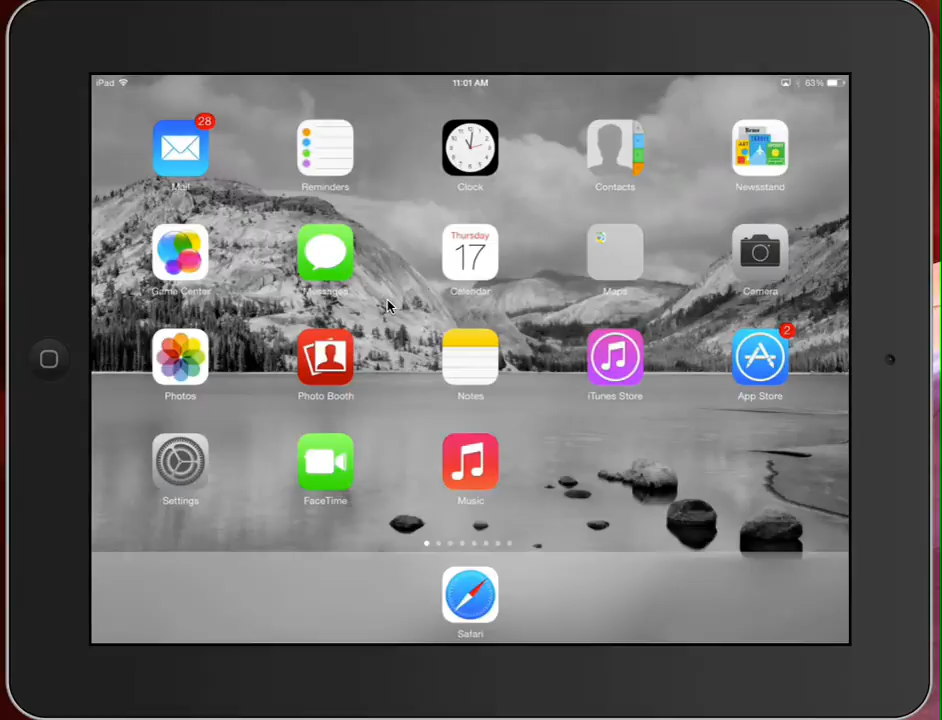 iPad 11:01 AM 63%
28
Mail Reminders Clock Contacts Newsstand
Thursday
17
Game Center Messages Calendar Maps Camera
2
Photos Photo Booth Notes iTunes Store App Store
Settings FaceTime Music
Safari